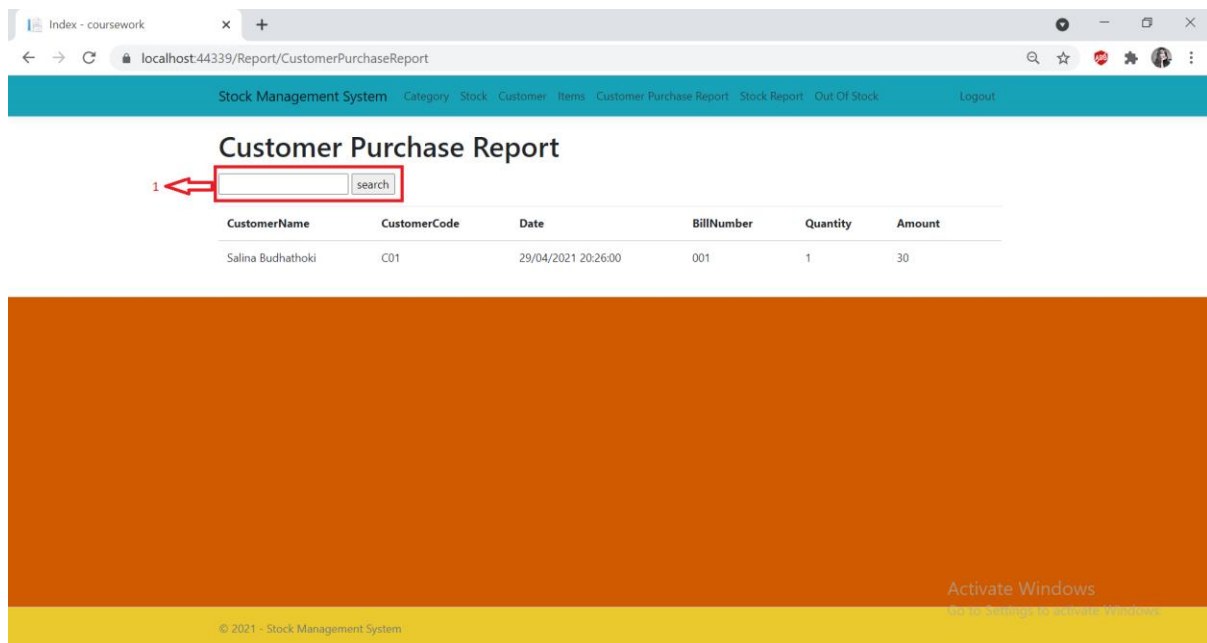 Index - coursework
localhost:44339/Report/CustomerPurchaseReport
Stock Management System Category Stock Customer Items Customer Purchase Report Stock Report Out Of Stock Logout
Customer Purchase Report
1 search
CustomerName CustomerCode Date BillNumber Quantity Amount
Salina Budhathoki C01 29/04/2021 20:26:00 001 1 30
Activate Windows
Go to Settings to activate Windows.
© 2021 - Stock Management System